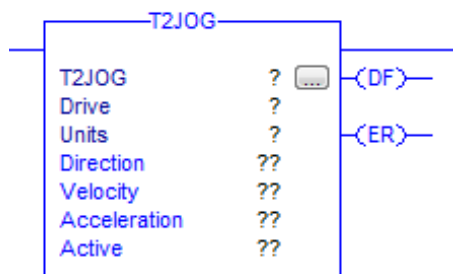 T2JOG
T2JOG ? ... (DF)
Drive ?
Units ? (ER)
Direction ??
Velocity ??
Acceleration ??
Active ??